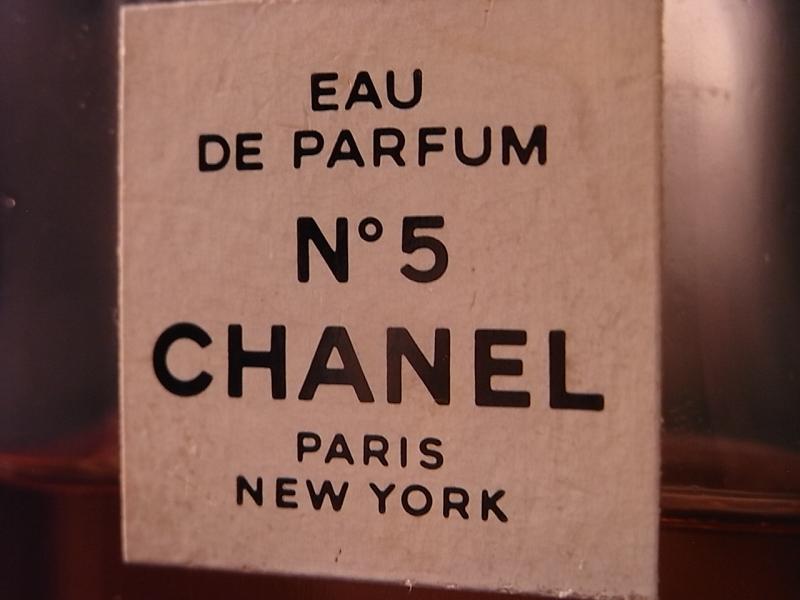 EAU
DE PARFUM
N°5
CHANEL
PARIS
NEW YORK